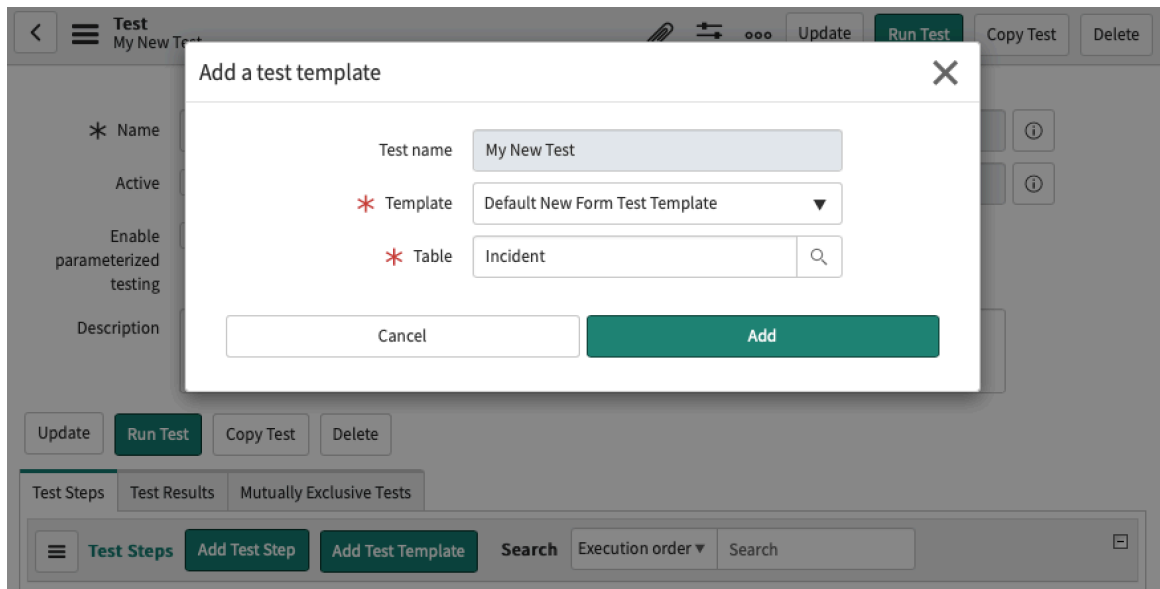 Test
My New Test
Update
Run Test
Copy Test
Delete
Add a test template
Name
Test name
My New Test
Active
Template
Default New Form Test Template
Enable
parameterized
testing
Table
Incident
Description
Cancel
Add
Update
Run Test
Copy Test
Delete
Test Steps
Test Results
Mutually Exclusive Tests
Test Steps
Add Test Step
Add Test Template
Search
Execution order
Search